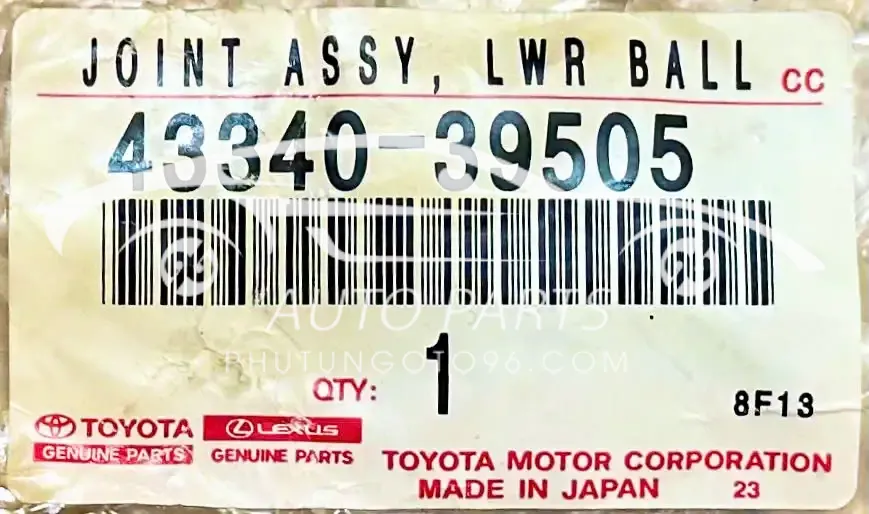 JOINT ASSY, LWR BALL CC
43340-39505
AUTO PARTS
PHUTUNGOTO96.COM
QTY: 1
8F13
TOYOTA LEXUS
GENUINE PARTS GENUINE PARTS
TOYOTA MOTOR CORPORATION
MADE IN JAPAN 23